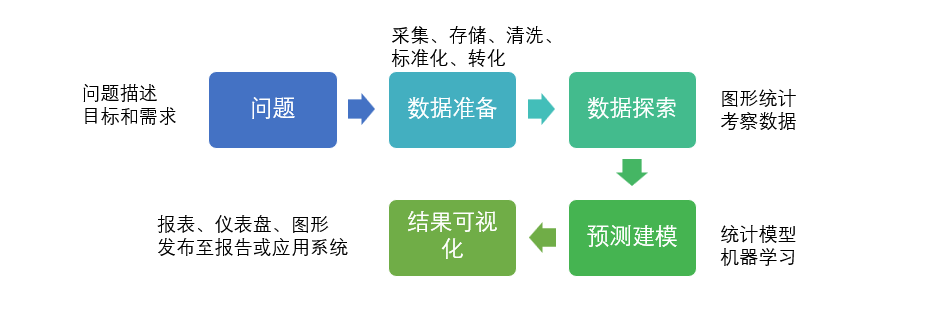 采集、存储、清洗、
标准化、转化
问题描述
目标和需求
问题
数据准备
数据探索
图形统计
考察数据
报表、仪表盘、图形
发布至报告或应用系统
结果可视
化
预测建模
统计模型
机器学习